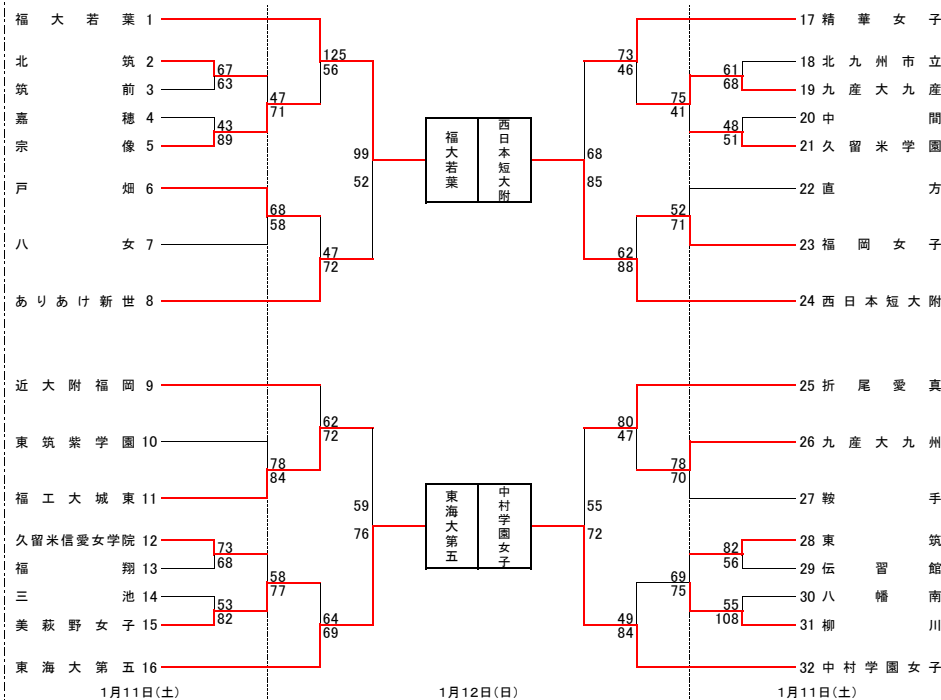 福大若葉 1
北筑 2
67
63
筑前 3
125
56
嘉穂 4
47
71
43
89
宗像 5
99
52
戸畑 6
68
58
八女 7
47
72
ありあけ新世 8
福大若葉
西日本短大附
17 精華女子
73
46
18 北九州市立
61
68
19 九産大九産
75
41
20 中間
48
51
21 久留米学園
68
85
22 直方
52
71
23 福岡女子
62
88
24 西日本短大附
近大附福岡 9
62
72
東筑紫学園 10
78
84
福工大城東 11
59
76
久留米信愛女学院 12
73
68
福翔 13
58
77
三池 14
53
82
美萩野女子 15
64
69
東海大第五 16
東海大第五
中村学園女子
25 折尾愛真
80
47
26 九産大九州
78
70
27 鞍手
55
72
28 東筑
82
56
29 伝習館
69
75
30 八幡南
55
108
31 柳川
49
84
32 中村学園女子
1月11日(土)
1月12日(日)
1月11日(土)